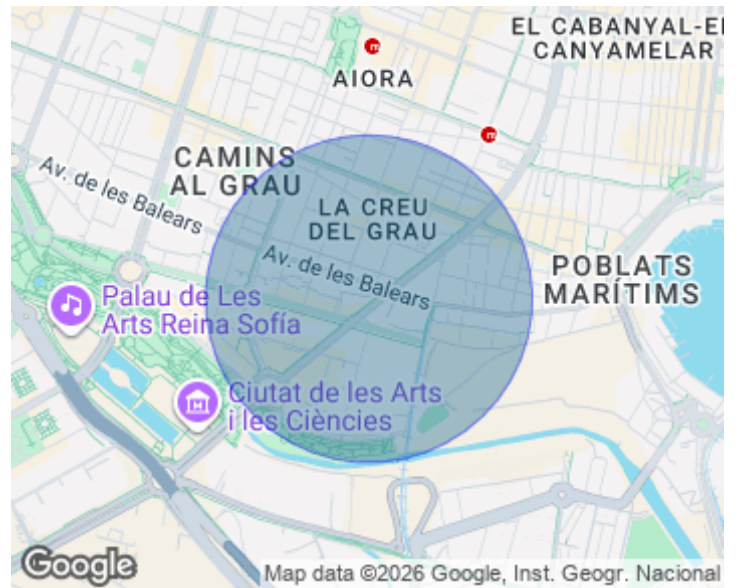 EL CABANYAL-EL
CANYAMELAR
AIORA
CAMINS
AL GRAU
Av. de les Balears
LA CREU
DEL GRAU
Av. de les Balears
POBLATS
MARÍTIMS
Palau de Les
Arts Reina Sofía
Ciutat de les Arts
i les Ciències
Google
Map data ©2026 Google, Inst. Geogr. Nacional